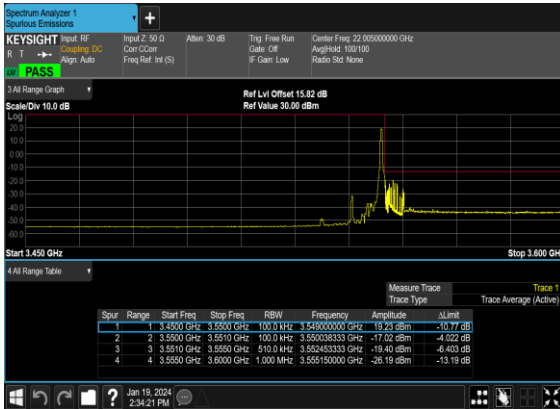 Spectrum Analyzer 1
Spurious Emissions
+
KEYSIGHT Input: RF Input Z: 50 Ω Atten: 30 dB Trig: Free Run Center Freq: 22.005000000 GHz
R T Coupling: DC Corr CCorr Gate: Off Avg|Hold: 100/100
Align: Auto Freq Ref: Int (S) IF Gain: Low Radio Std: None
PASS
3 All Range Graph
Ref Lvl Offset 15.82 dB
Scale/Div 10.0 dB Ref Value 30.00 dBm
Log
20.0
10.0
0.00
-10.0
-20.0
-30.0
-40.0
-50.0
-60.0
Start 3.450 GHz Stop 3.600 GH
4 All Range Table
Measure Trace Trace 1
Trace Type Trace Average (Active)
Spur Range Start Freq Stop Freq RBW Frequency Amplitude ΔLimit
1 1 3.4500 GHz 3.5500 GHz 100.0 kHz 3.549000000 GHz 19.23 dBm -10.77 dB
2 2 3.5500 GHz 3.5510 GHz 100.0 kHz 3.550038333 GHz -17.02 dBm -4.022 dB
3 3 3.5510 GHz 3.5550 GHz 510.0 kHz 3.552453333 GHz -19.40 dBm -6.403 dB
4 4 3.5550 GHz 3.6000 GHz 1.000 MHz 3.555150000 GHz -26.19 dBm -13.19 dB
? Jan 19, 2024
2:34:21 PM